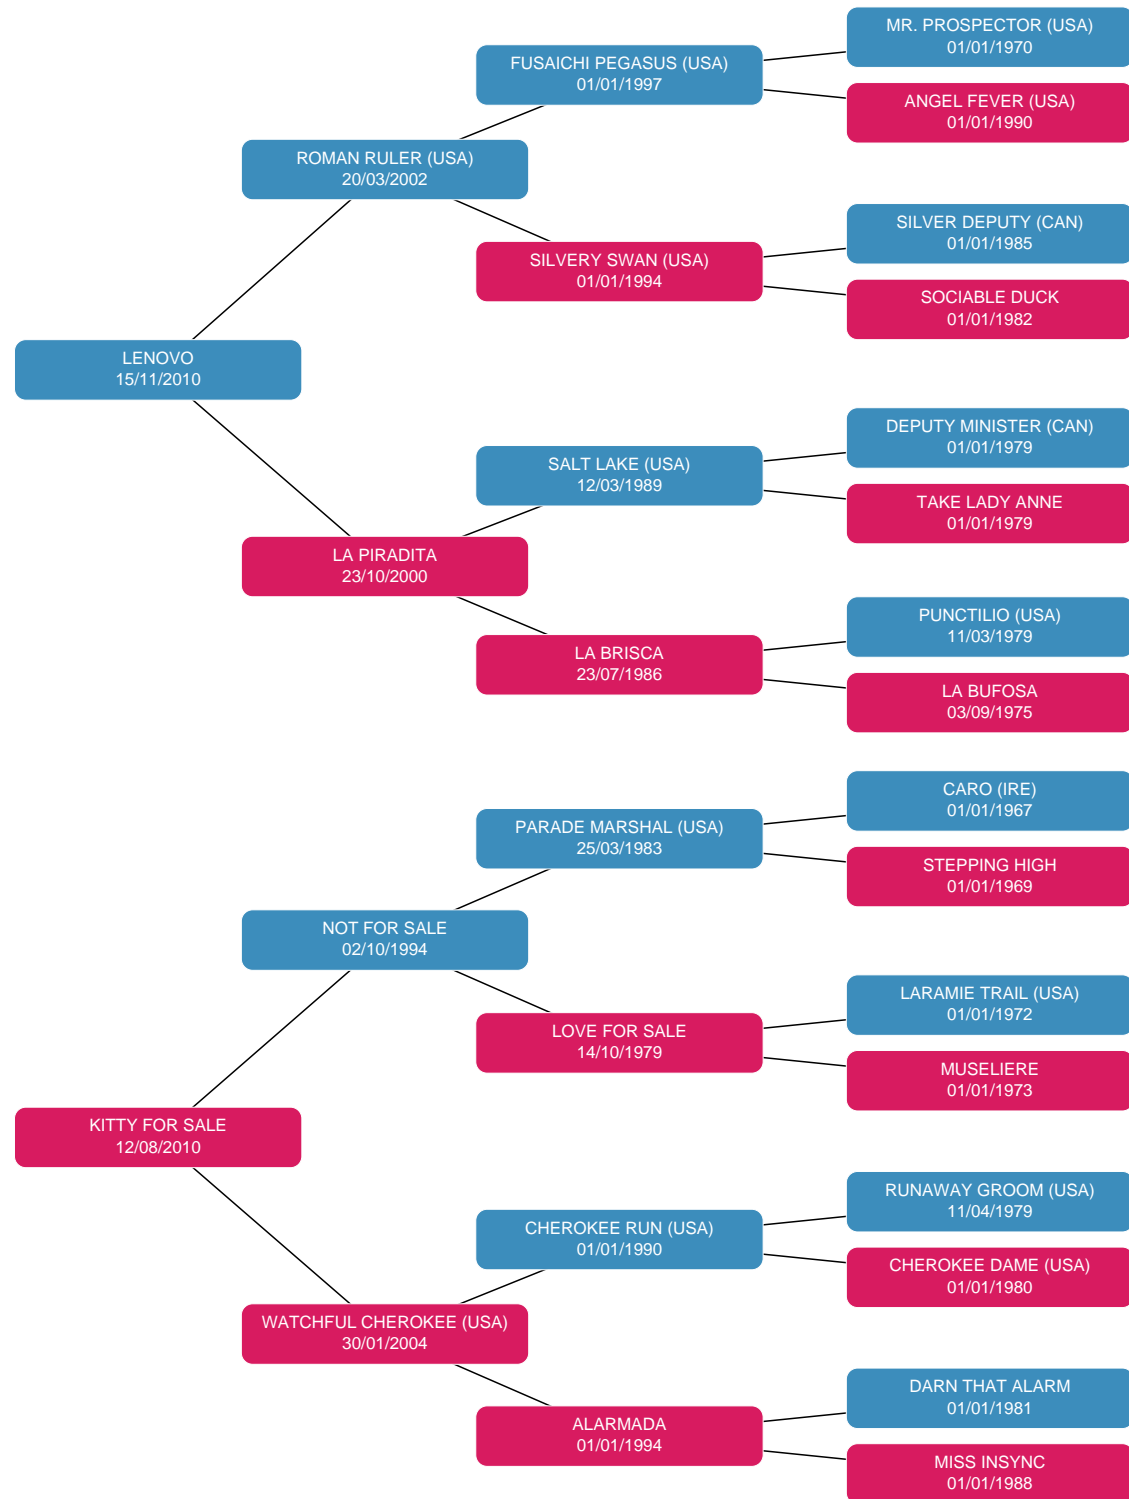 MR. PROSPECTOR (USA)
01/01/1970
FUSAICHI PEGASUS (USA)
01/01/1997
ANGEL FEVER (USA)
01/01/1990
ROMAN RULER (USA)
20/03/2002
SILVER DEPUTY (CAN)
01/01/1985
SILVERY SWAN (USA)
01/01/1994
SOCIABLE DUCK
01/01/1982
LENOVO
15/11/2010
DEPUTY MINISTER (CAN)
01/01/1979
SALT LAKE (USA)
12/03/1989
TAKE LADY ANNE
01/01/1979
LA PIRADITA
23/10/2000
PUNCTILIO (USA)
11/03/1979
LA BRISCA
23/07/1986
LA BUFOSA
03/09/1975
CARO (IRE)
01/01/1967
PARADE MARSHAL (USA)
25/03/1983
STEPPING HIGH
01/01/1969
NOT FOR SALE
02/10/1994
LARAMIE TRAIL (USA)
01/01/1972
LOVE FOR SALE
14/10/1979
MUSELIERE
01/01/1973
KITTY FOR SALE
12/08/2010
RUNAWAY GROOM (USA)
11/04/1979
CHEROKEE RUN (USA)
01/01/1990
CHEROKEE DAME (USA)
01/01/1980
WATCHFUL CHEROKEE (USA)
30/01/2004
DARN THAT ALARM
01/01/1981
ALARMADA
01/01/1994
MISS INSYNC
01/01/1988